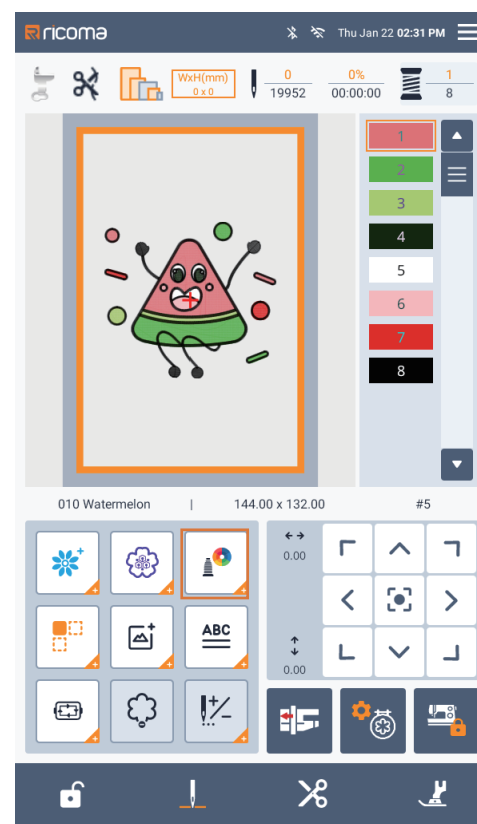 ricoma
Thu Jan 22 02:31 PM
WxH(mm)
0 x 0
0
19952
0%
00:00:00
1
8
1
2
3
4
5
6
7
8
010 Watermelon | 144.00 x 132.00 #5
0.00
ABC
0.00